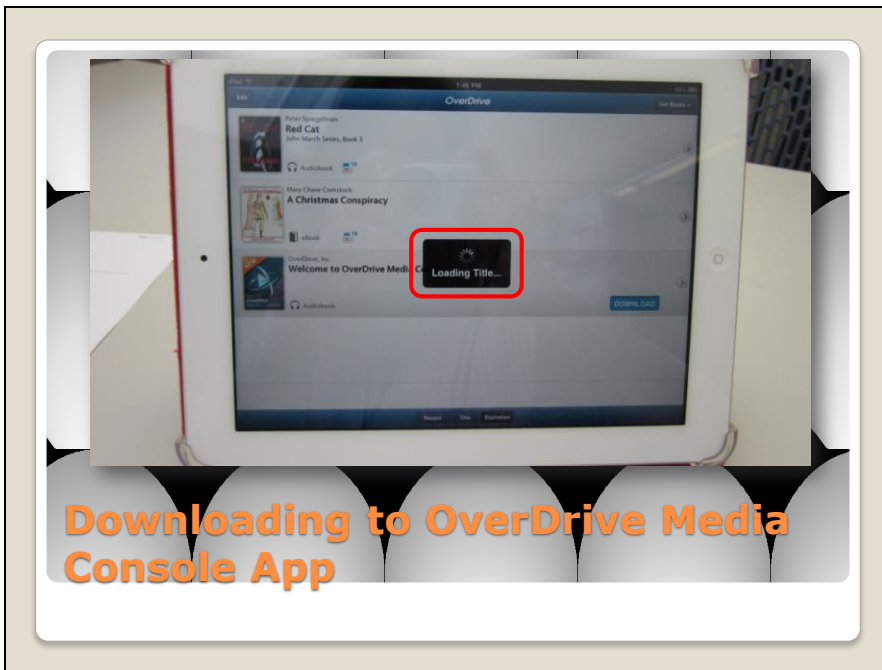 iPad
1:46 PM
Edit
OverDrive
Get Books +
Peter Spiegelman
Red Cat
John March Series, Book 3
Audiobook
Mary Chase Comstock
A Christmas Conspiracy
eBook
OverDrive, Inc.
Welcome to OverDrive Media C
Loading Title...
Audiobook
DOWNLOAD
Recent Title Expiration
Downloading to OverDrive Media
Console App